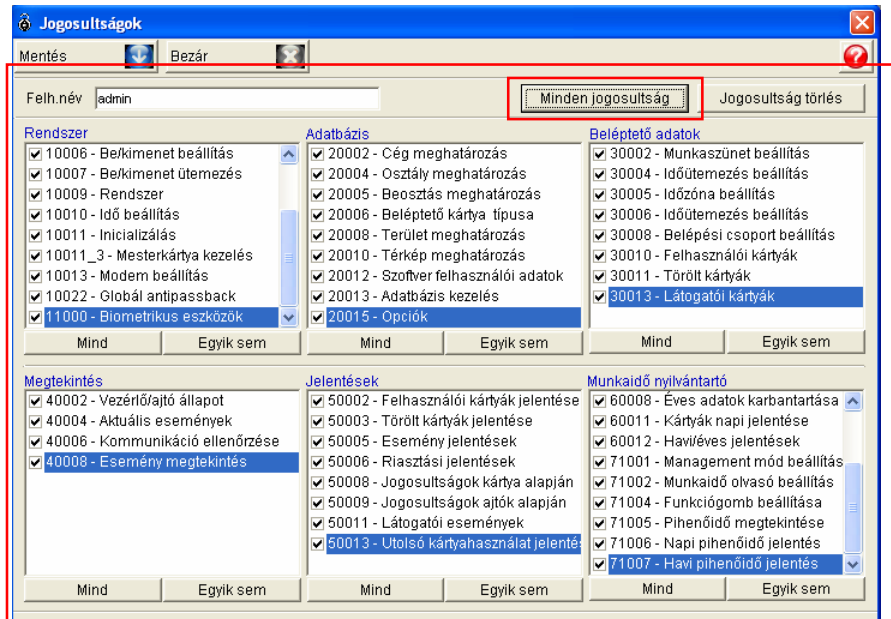 Jogosultságok
Mentés Bezár
Felh.név admin Minden jogosultság Jogosultság törlés
Rendszer
10006 - Be/kimenet beállítás
10007 - Be/kimenet ütemezés
10009 - Rendszer
10010 - Idő beállítás
10011 - Inicializálás
10011_3 - Mesterkártya kezelés
10013 - Modem beállítás
10022 - Globál antipassback
11000 - Biometrikus eszközök
Mind Egyik sem
Adatbázis
20002 - Cég meghatározás
20004 - Osztály meghatározás
20005 - Beosztás meghatározás
20006 - Beléptető kártya típusa
20008 - Terület meghatározás
20010 - Térkép meghatározás
20012 - Szoftver felhasználói adatok
20013 - Adatbázis kezelés
20015 - Opciók
Mind Egyik sem
Beléptető adatok
30002 - Munkaszünet beállítás
30004 - Időütemezés beállítás
30005 - Időzóna beállítás
30006 - Időütemezés beállítás
30008 - Belépési csoport beállítás
30010 - Felhasználói kártyák
30011 - Törölt kártyák
30013 - Látogatói kártyák
Mind Egyik sem
Megtekintés
40002 - Vezérlő/ajtó állapot
40004 - Aktuális események
40006 - Kommunikáció ellenőrzése
40008 - Esemény megtekintés
Mind Egyik sem
Jelentések
50002 - Felhasználói kártyák jelentése
50003 - Törölt kártyák jelentése
50005 - Esemény jelentések
50006 - Riasztási jelentések
50008 - Jogosultságok kártya alapján
50009 - Jogosultságok ajtók alapján
50011 - Látogatói események
50013 - Utolsó kártyahasználat jelentés
Mind Egyik sem
Munkaidő nyilvántartó
60008 - Éves adatok karbantartása
60011 - Kártyák napi jelentése
60012 - Havi/éves jelentések
71001 - Management mód beállítás
71002 - Munkaidő olvasó beállítás
71004 - Funkciógomb beállítása
71005 - Pihenőidő megtekintése
71006 - Napi pihenőidő jelentés
71007 - Havi pihenőidő jelentés
Mind Egyik sem